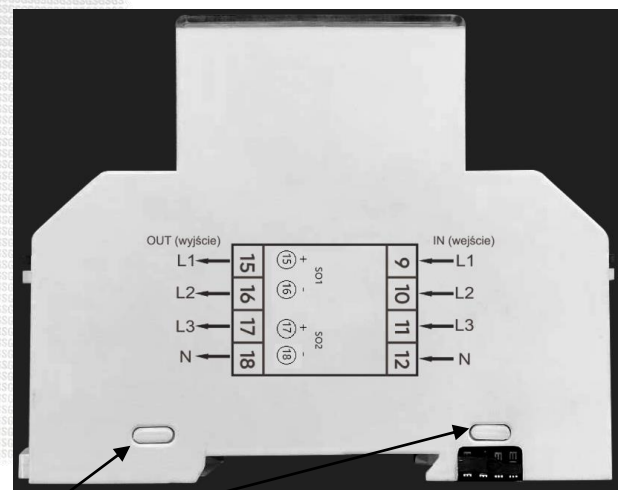 OUT (wyjście) IN (wejście)
L1 15 15 + SO1 9 L1
L2 16 16 - 10 L2
L3 17 17 + SO2 11 L3
N 18 18 - 12 N